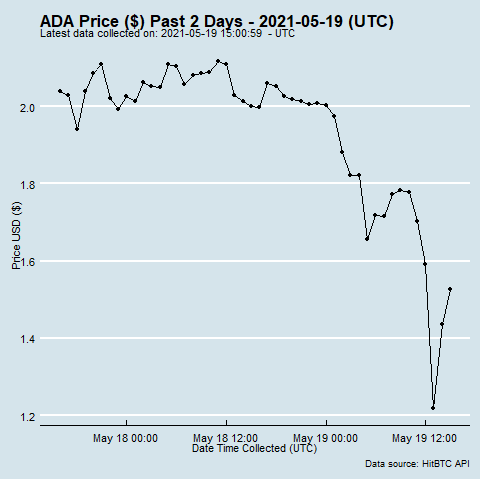 ADA Price ($) Past 2 Days - 2021-05-19 (UTC)
Latest data collected on: 2021-05-19 15:00:59 - UTC
Price USD ($)
2.0
1.8
1.6
1.4
1.2
May 18 00:00 May 18 12:00 May 19 00:00 May 19 12:00
Date Time Collected (UTC)
Data source: HitBTC API